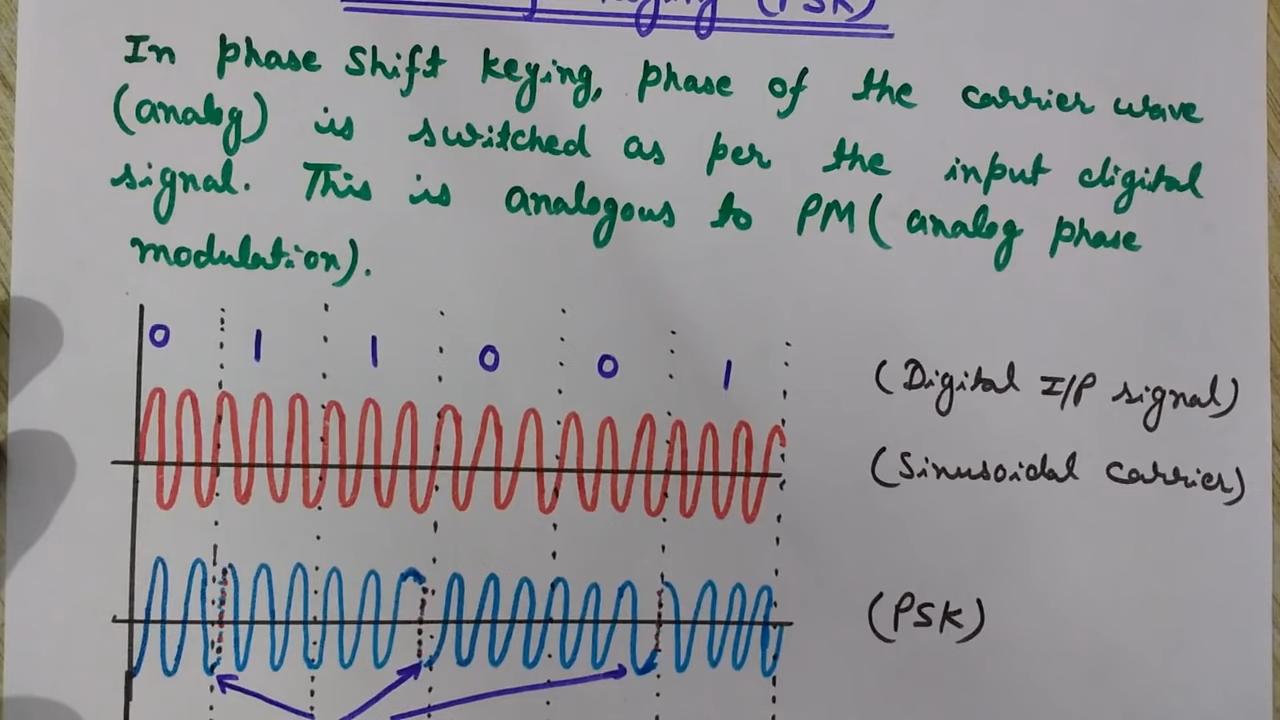 (PSK)
In phase shift keying, phase of the carrier wave
(analog) is switched as per the input digital
signal. This is analogous to PM (analog phase
modulation).
0 1 1 0 0 1
(Digital I/P signal)
(Sinusoidal carrier)
(PSK)